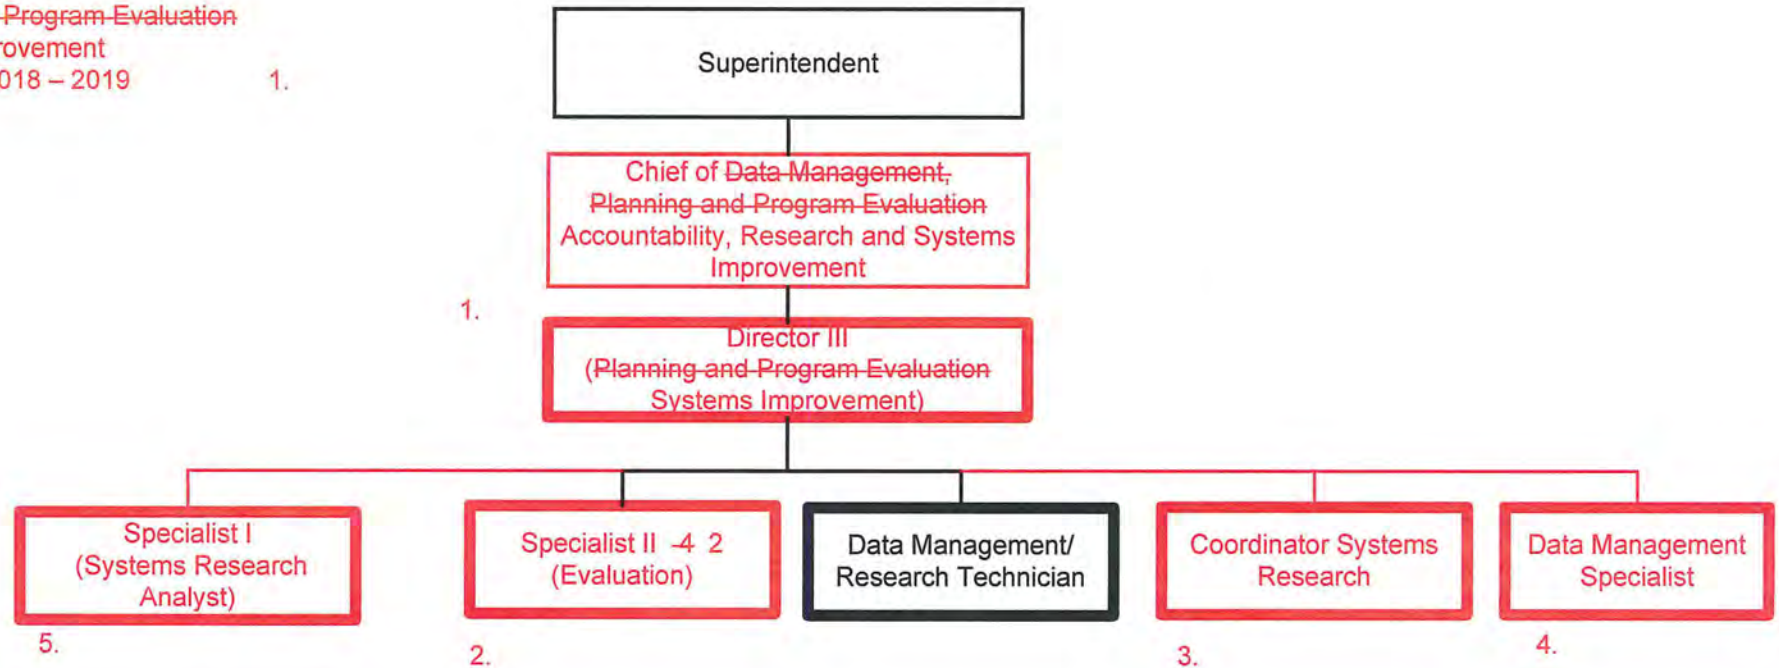 Program Evaluation
rovement
018 – 2019
1.
Superintendent
Chief of Data Management,
Planning and Program Evaluation
Accountability, Research and Systems
Improvement
1.
Director III
(Planning and Program Evaluation
Systems Improvement)
Specialist I
(Systems Research
Analyst)
5.
Specialist II -4 2
(Evaluation)
2.
Data Management/
Research Technician
Coordinator Systems
Research
3.
Data Management
Specialist
4.